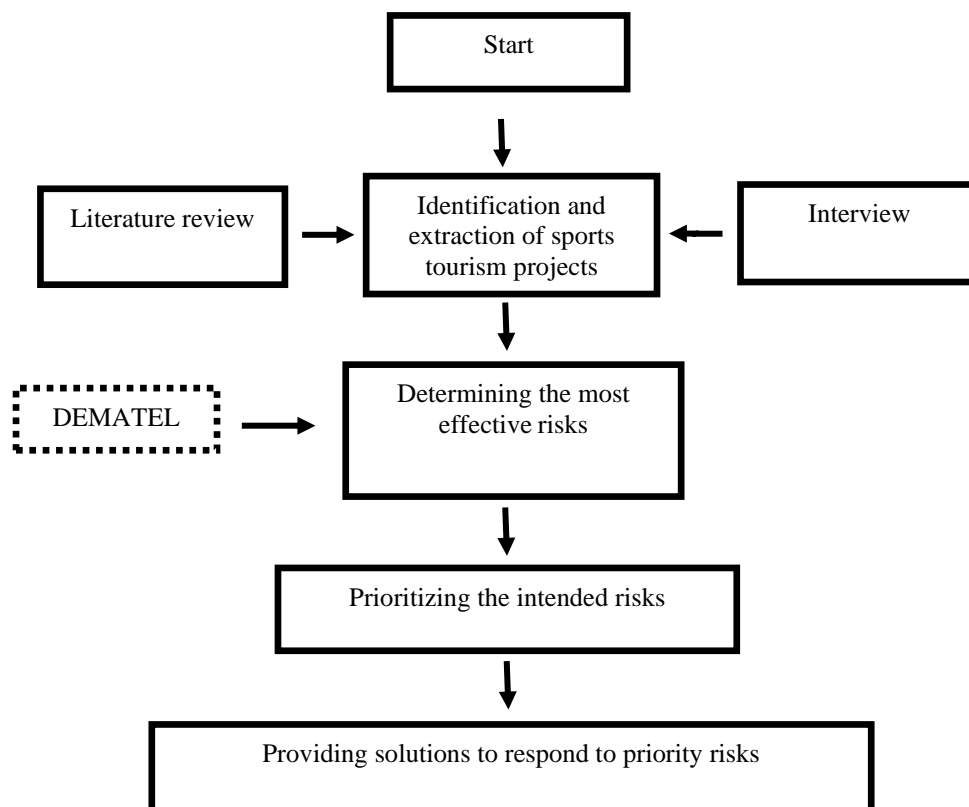 Start
Literature review
Identification and
extraction of sports
tourism projects
Interview
DEMATEL
Determining the most
effective risks
Prioritizing the intended risks
Providing solutions to respond to priority risks